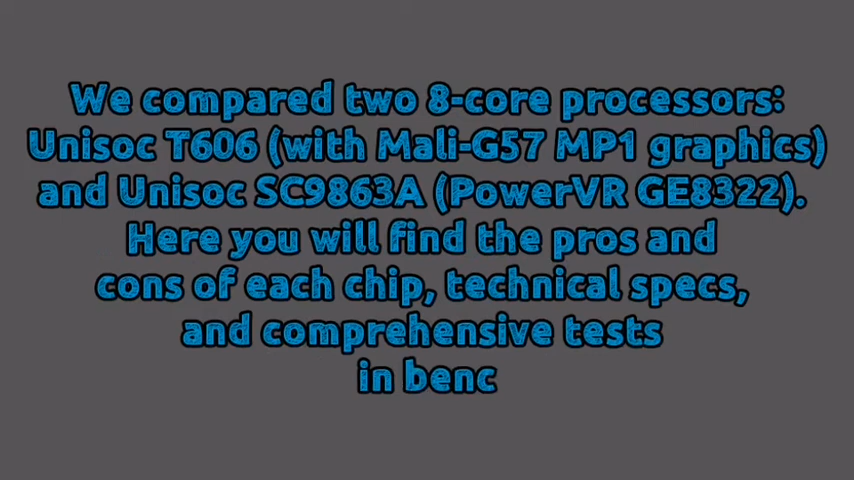 We compared two 8-core processors:
Unisoc T606 (with Mali-G57 MP1 graphics)
and Unisoc SC9863A (PowerVR GE8322).
Here you will find the pros and
cons of each chip, technical specs,
and comprehensive tests
in benc